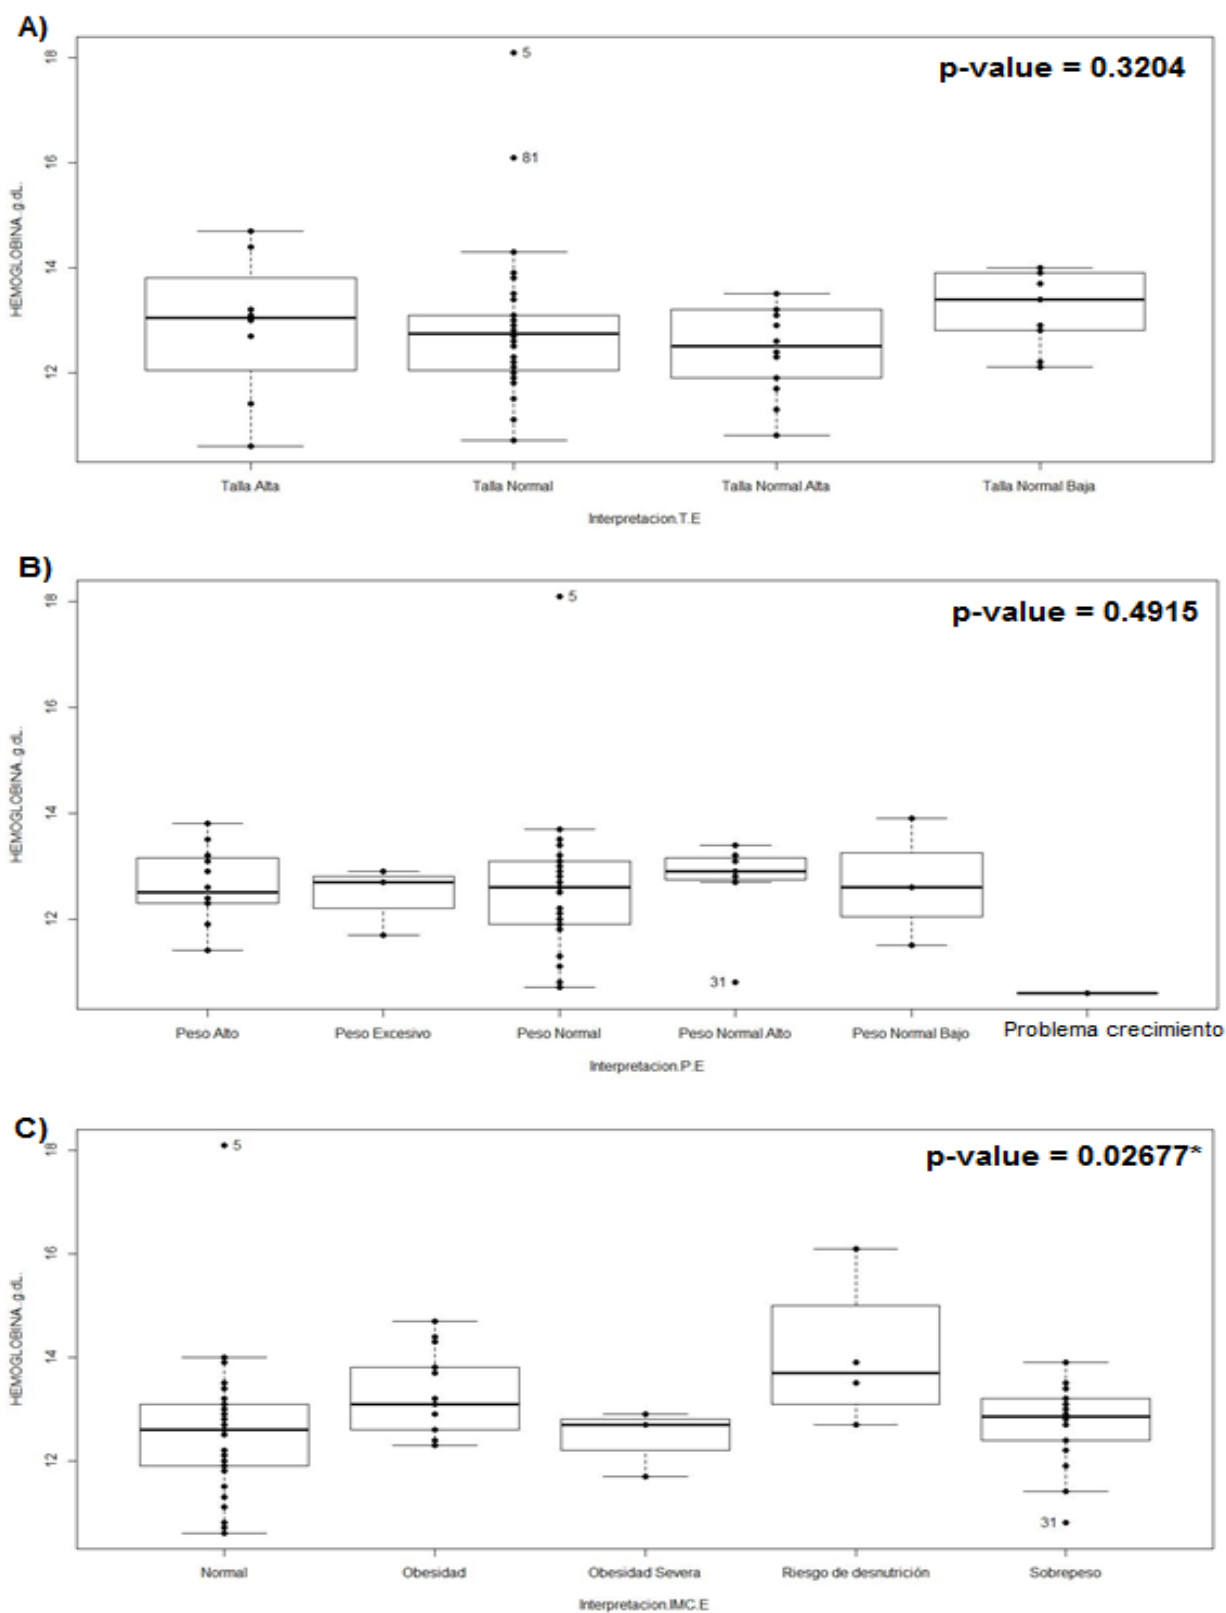 A)
p-value = 0.3204
HEMOGLOBINA..g.dL.
18
16
14
12
5
81
Talla Alta
Talla Normal
Talla Normal Alta
Talla Normal Baja
Interpretacion.T.E
B)
p-value = 0.4915
HEMOGLOBINA..g.dL.
18
16
14
12
5
31
Peso Alto
Peso Excesivo
Peso Normal
Peso Normal Alto
Peso Normal Bajo
Problema crecimiento
Interpretacion.P.E
C)
p-value = 0.02677*
HEMOGLOBINA..g.dL.
18
16
14
12
5
31
Normal
Obesidad
Obesidad Severa
Riesgo de desnutrición
Sobrepeso
Interpretacion.IMC.E